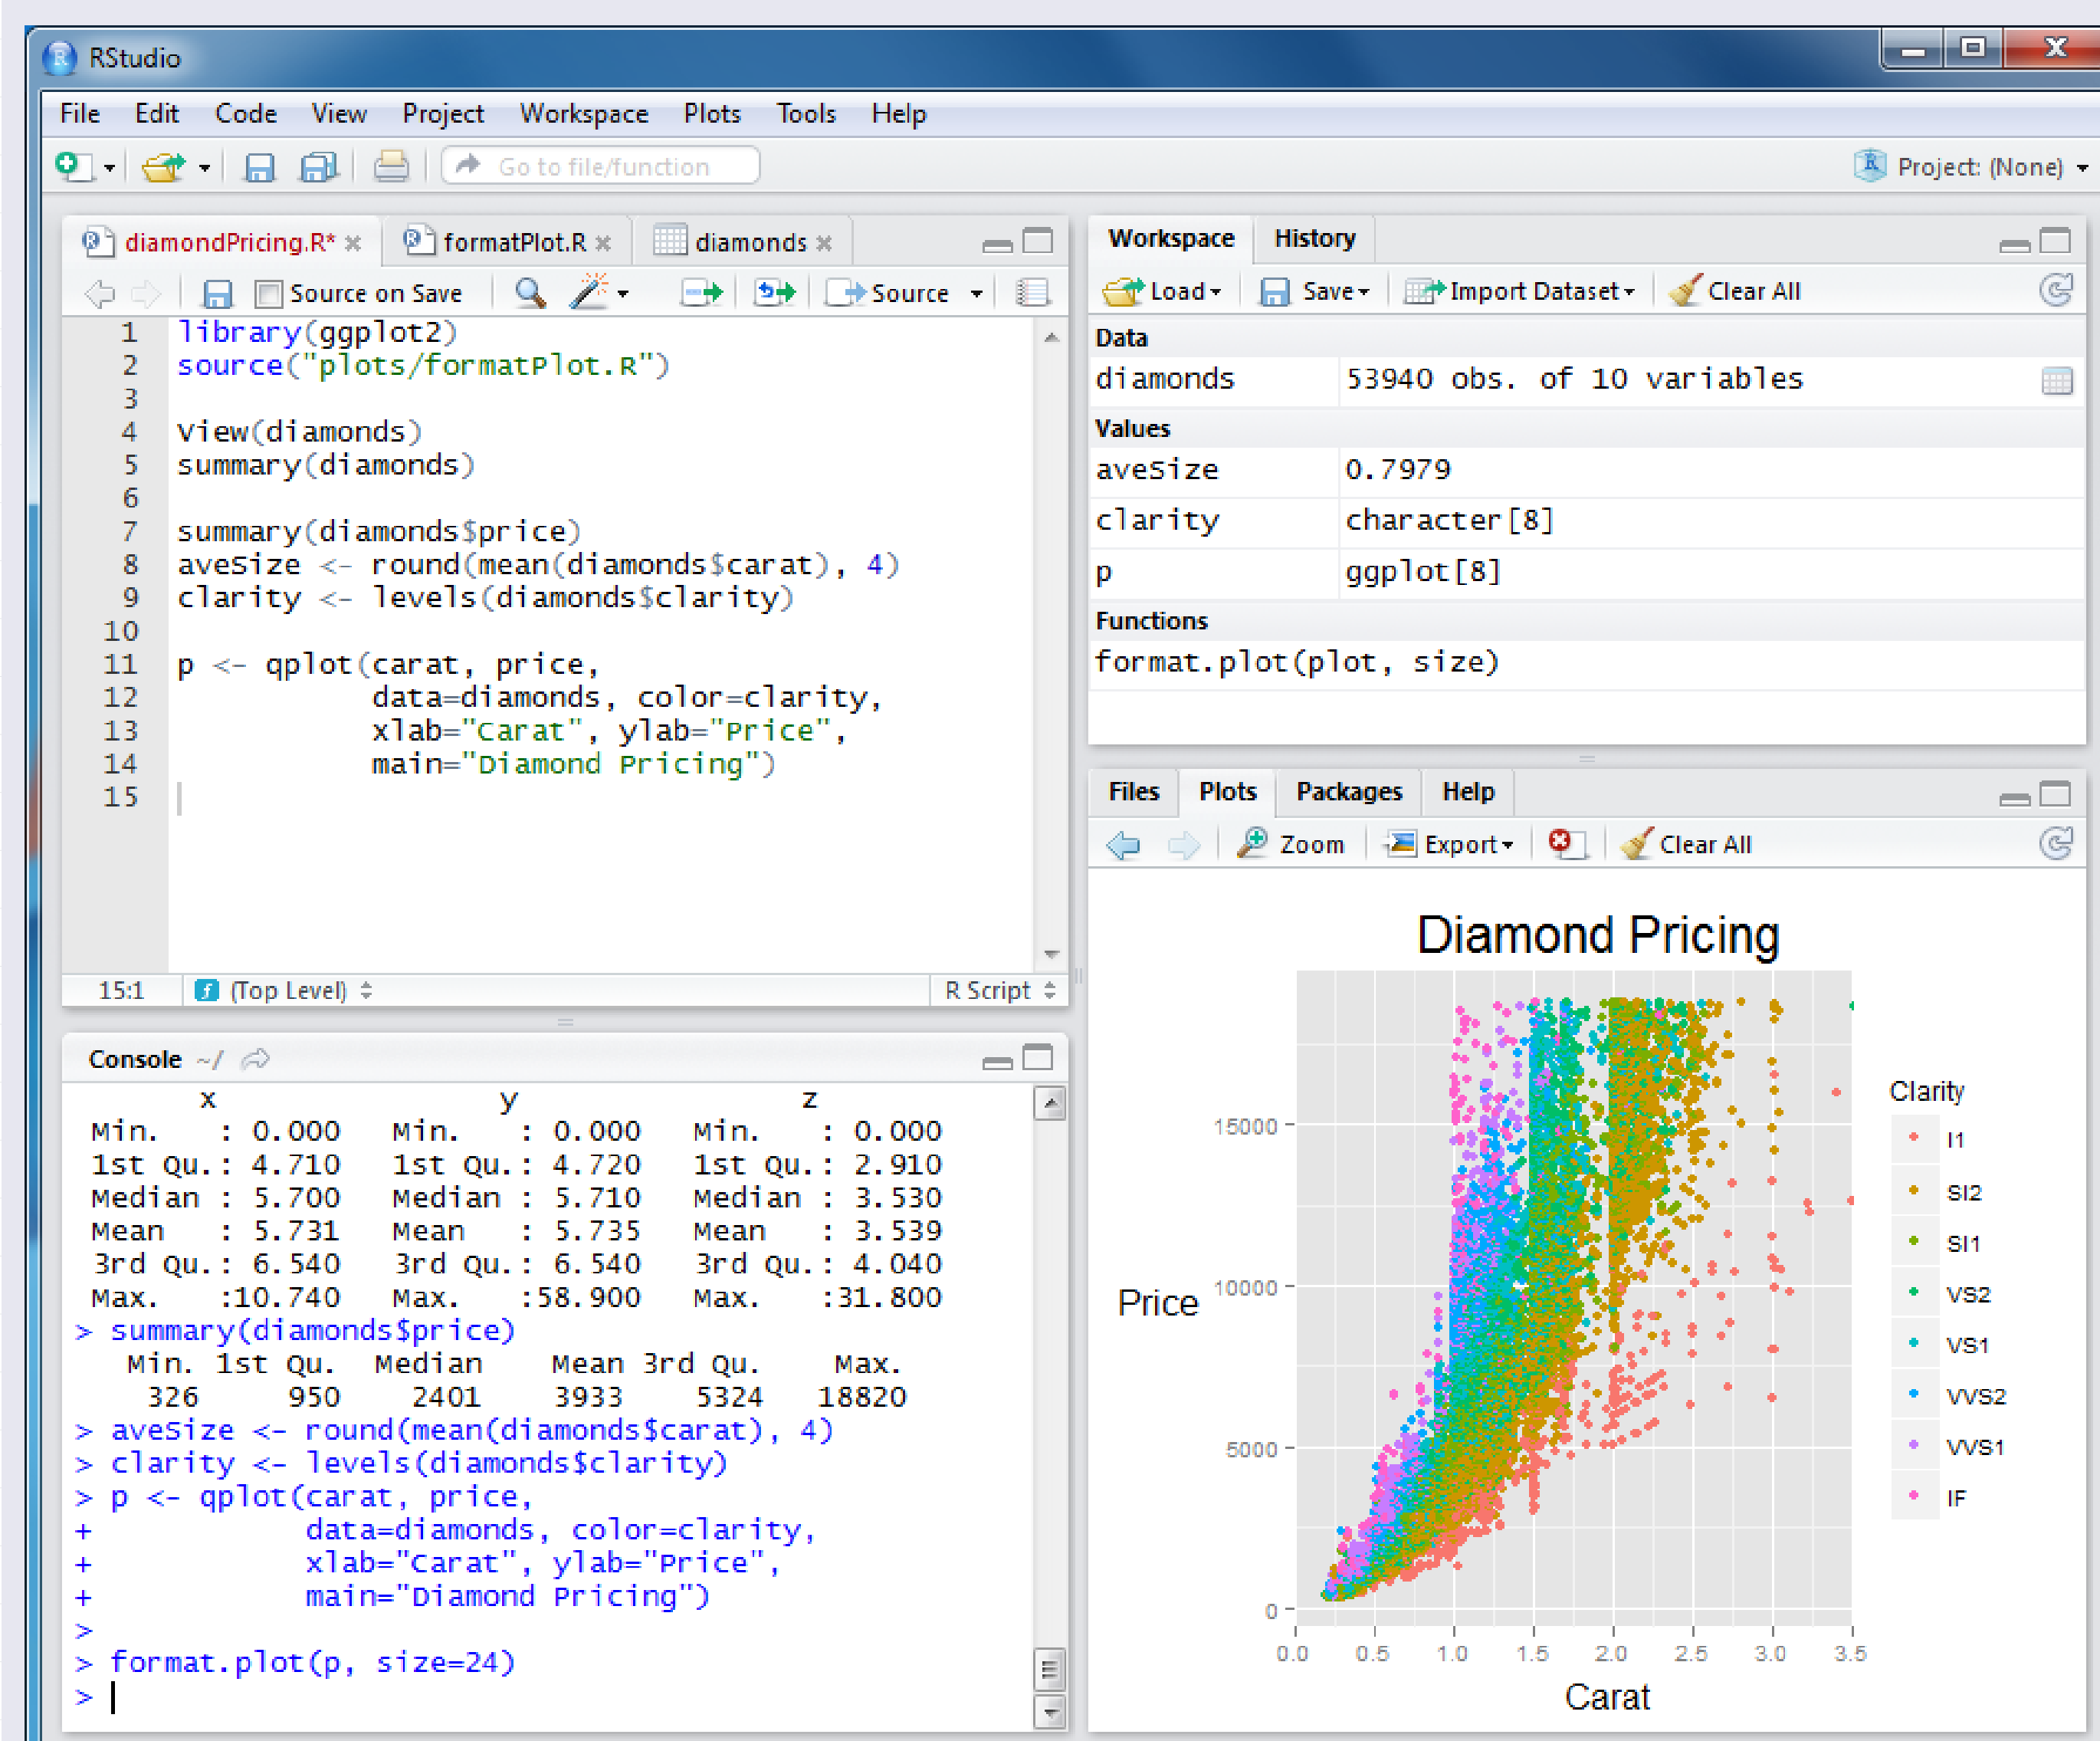 RStudio
File Edit Code View Project Workspace Plots Tools Help
Go to file/function
Project: (None)
diamondPricing.R* formatPlot.R diamonds
Source on Save Source
1 library(ggplot2)
2 source("plots/formatPlot.R")
3
4 View(diamonds)
5 summary(diamonds)
6
7 summary(diamonds$price)
8 aveSize <- round(mean(diamonds$carat), 4)
9 clarity <- levels(diamonds$clarity)
10
11 p <- qplot(carat, price,
12 data=diamonds, color=clarity,
13 xlab="Carat", ylab="Price",
14 main="Diamond Pricing")
15
15:1 (Top Level) R Script
Console ~/
x y z
Min. : 0.000 Min. : 0.000 Min. : 0.000
1st Qu.: 4.710 1st Qu.: 4.720 1st Qu.: 2.910
Median : 5.700 Median : 5.710 Median : 3.530
Mean : 5.731 Mean : 5.735 Mean : 3.539
3rd Qu.: 6.540 3rd Qu.: 6.540 3rd Qu.: 4.040
Max. :10.740 Max. :58.900 Max. :31.800
> summary(diamonds$price)
Min. 1st Qu. Median Mean 3rd Qu. Max.
326 950 2401 3933 5324 18820
> aveSize <- round(mean(diamonds$carat), 4)
> clarity <- levels(diamonds$clarity)
> p <- qplot(carat, price,
+ data=diamonds, color=clarity,
+ xlab="Carat", ylab="Price",
+ main="Diamond Pricing")
>
> format.plot(p, size=24)
>
Workspace History
Load Save Import Dataset Clear All
Data
diamonds 53940 obs. of 10 variables
Values
aveSize 0.7979
clarity character[8]
p ggplot[8]
Functions
format.plot(plot, size)
Files Plots Packages Help
Zoom Export Clear All
Diamond Pricing
Price
15000
10000
5000
0
0.0 0.5 1.0 1.5 2.0 2.5 3.0 3.5
Carat
Clarity
I1
SI2
SI1
VS2
VS1
VVS2
VVS1
IF